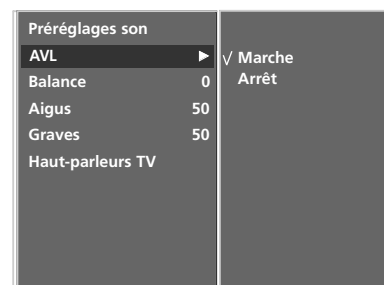 Préréglages son
AVL ▶
Balance 0
Aigus 50
Graves 50
Haut-parleurs TV
√ Marche
Arrêt